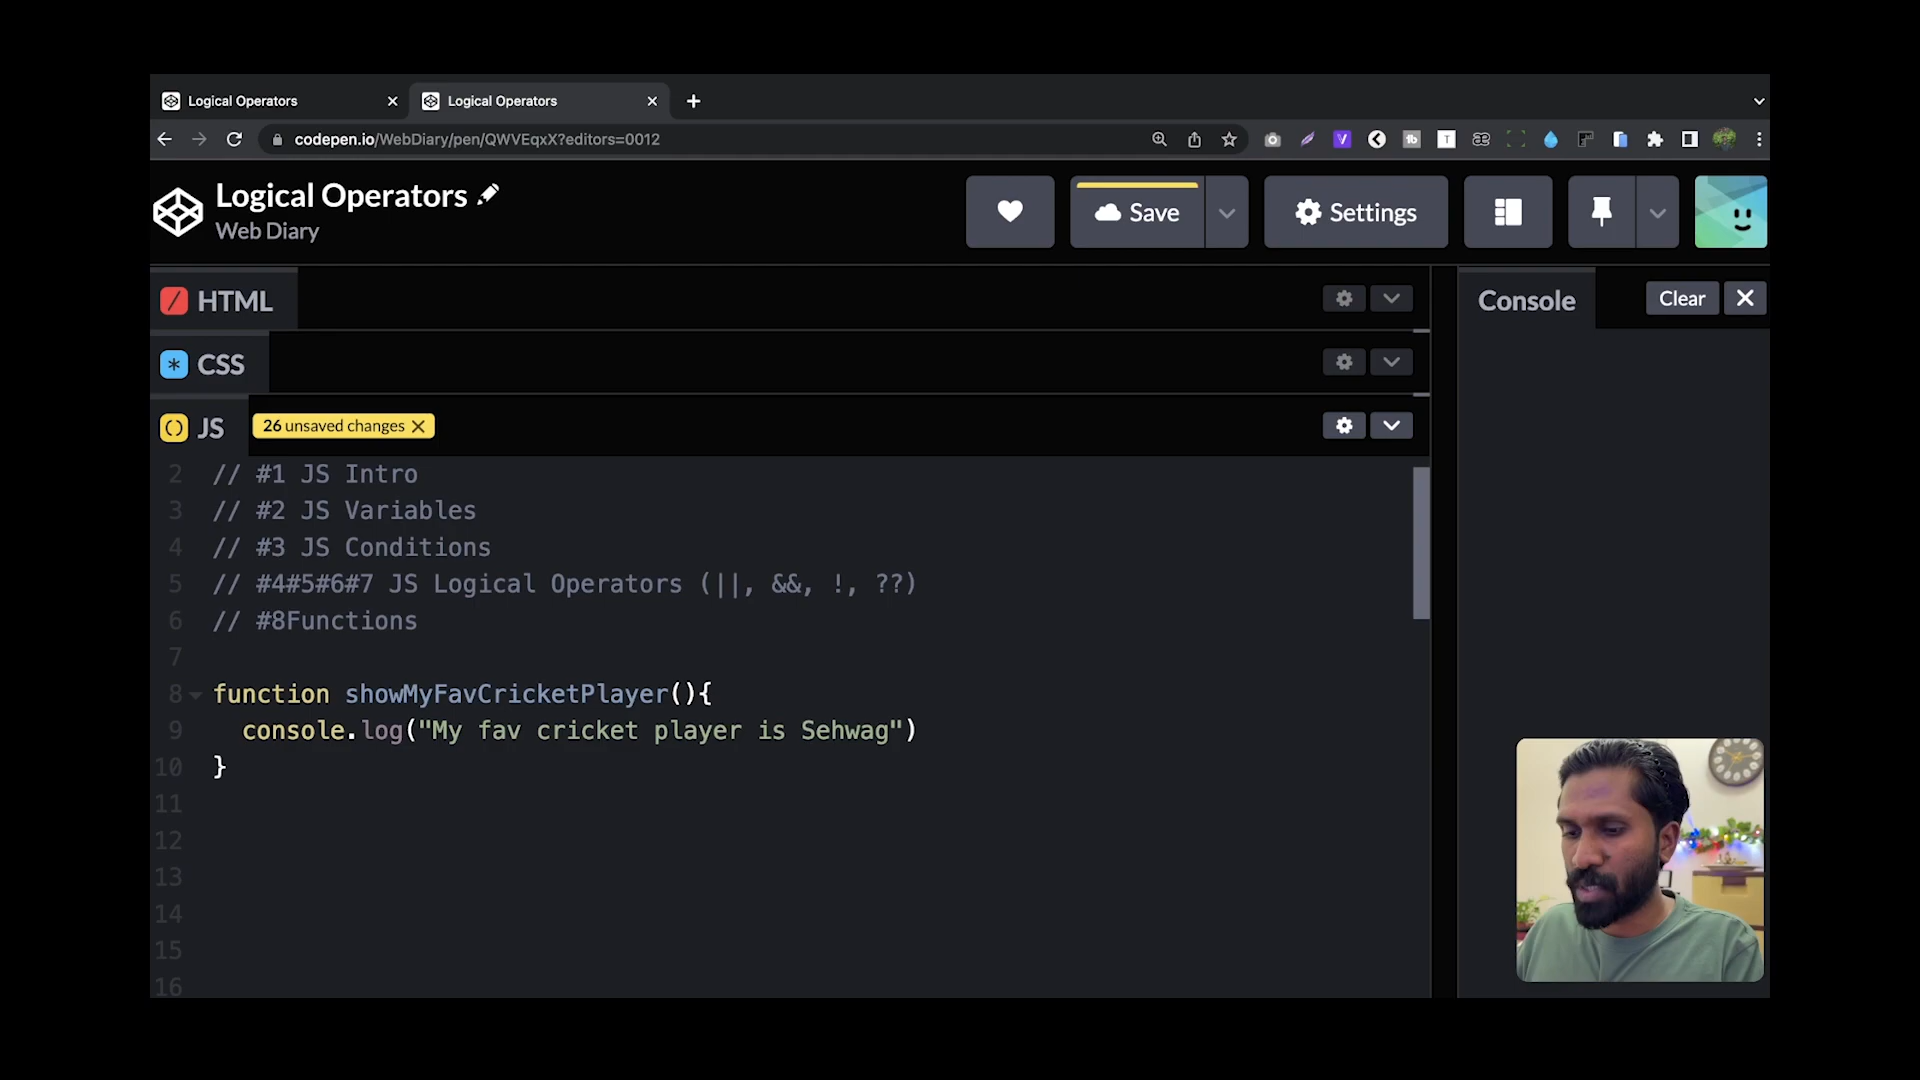 Logical Operators
Logical Operators
codepen.io/WebDiary/pen/QWVEqxX?editors=0012
Logical Operators
Web Diary
Save
Settings
HTML
Console
Clear
CSS
JS
26 unsaved changes
2 // #1 JS Intro
3 // #2 JS Variables
4 // #3 JS Conditions
5 // #4#5#6#7 JS Logical Operators (||, &&, !, ??)
6 // #8Functions
7
8 function showMyFavCricketPlayer(){
9 console.log("My fav cricket player is Sehwag")
10 }
11
12
13
14
15
16